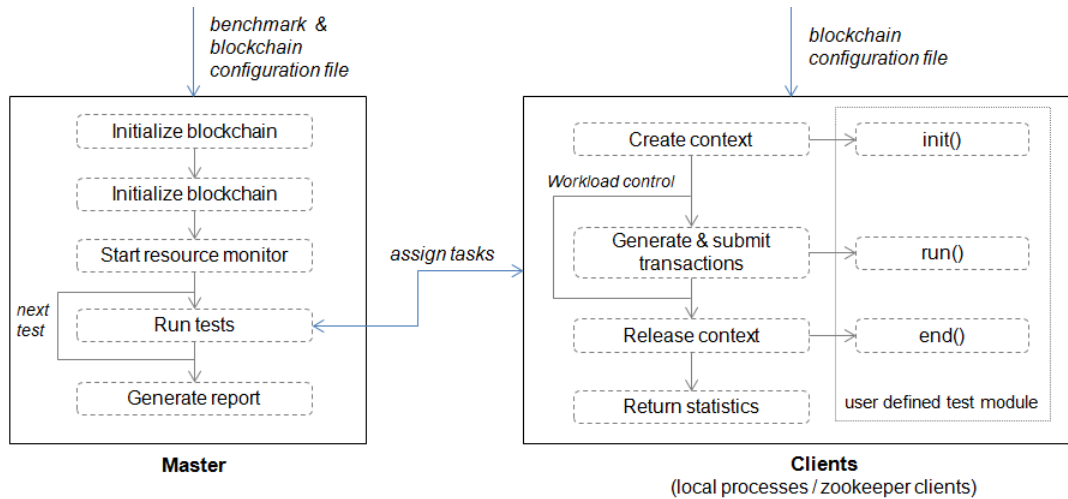 benchmark &
blockchain
configuration file
Initialize blockchain
Initialize blockchain
Start resource monitor
next
test
Run tests
Generate report
Master
assign tasks
blockchain
configuration file
Create context
init()
Workload control
Generate & submit
transactions
run()
Release context
end()
Return statistics
user defined test module
Clients
(local processes / zookeeper clients)